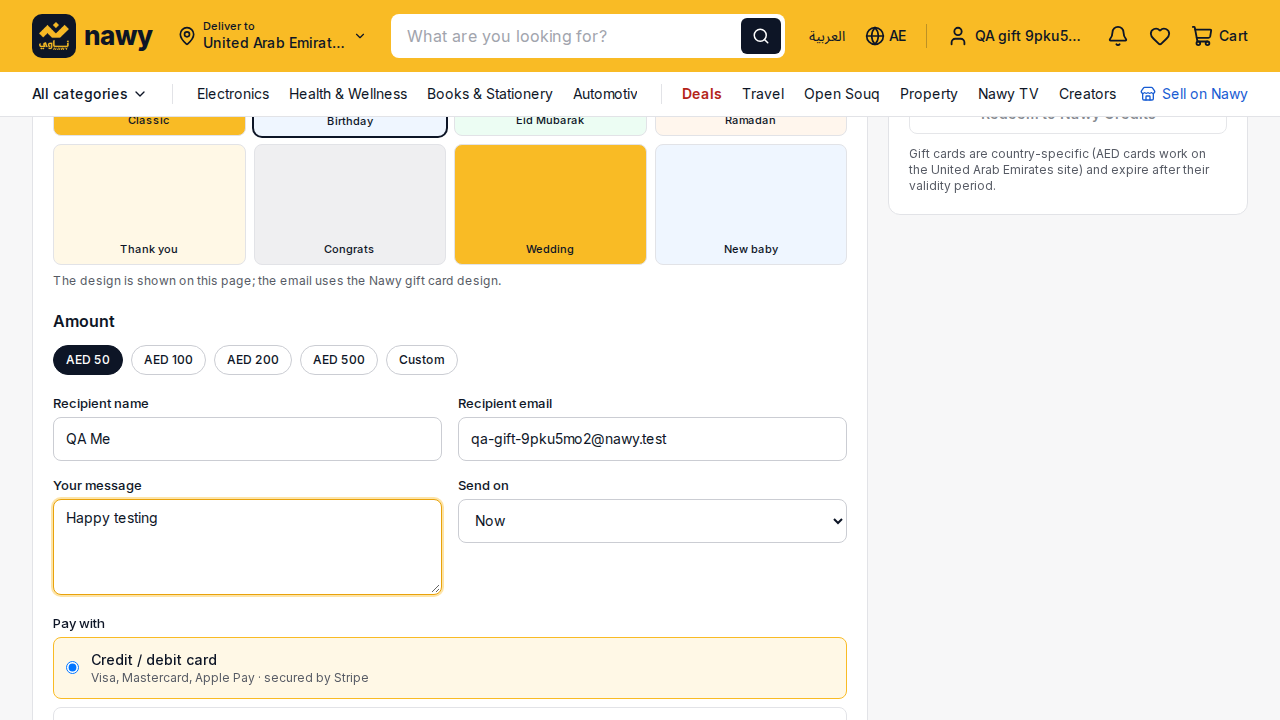 ناوي
NAWY
nawy
Deliver to
United Arab Emirat...
What are you looking for?
العربية
AE
QA gift 9pku5...
Cart
All categories
Electronics
Health & Wellness
Books & Stationery
Automotiv
Deals
Travel
Open Souq
Property
Nawy TV
Creators
Sell on Nawy
Classic
Birthday
Eid Mubarak
Ramadan
Redeem to Nawy Credits
Thank you
Congrats
Wedding
New baby
Gift cards are country-specific (AED cards work on
the United Arab Emirates site) and expire after their
validity period.
The design is shown on this page; the email uses the Nawy gift card design.
Amount
AED 50
AED 100
AED 200
AED 500
Custom
Recipient name
Recipient email
QA Me
qa-gift-9pku5mo2@nawy.test
Your message
Send on
Happy testing
Now
Pay with
Credit / debit card
Visa, Mastercard, Apple Pay · secured by Stripe